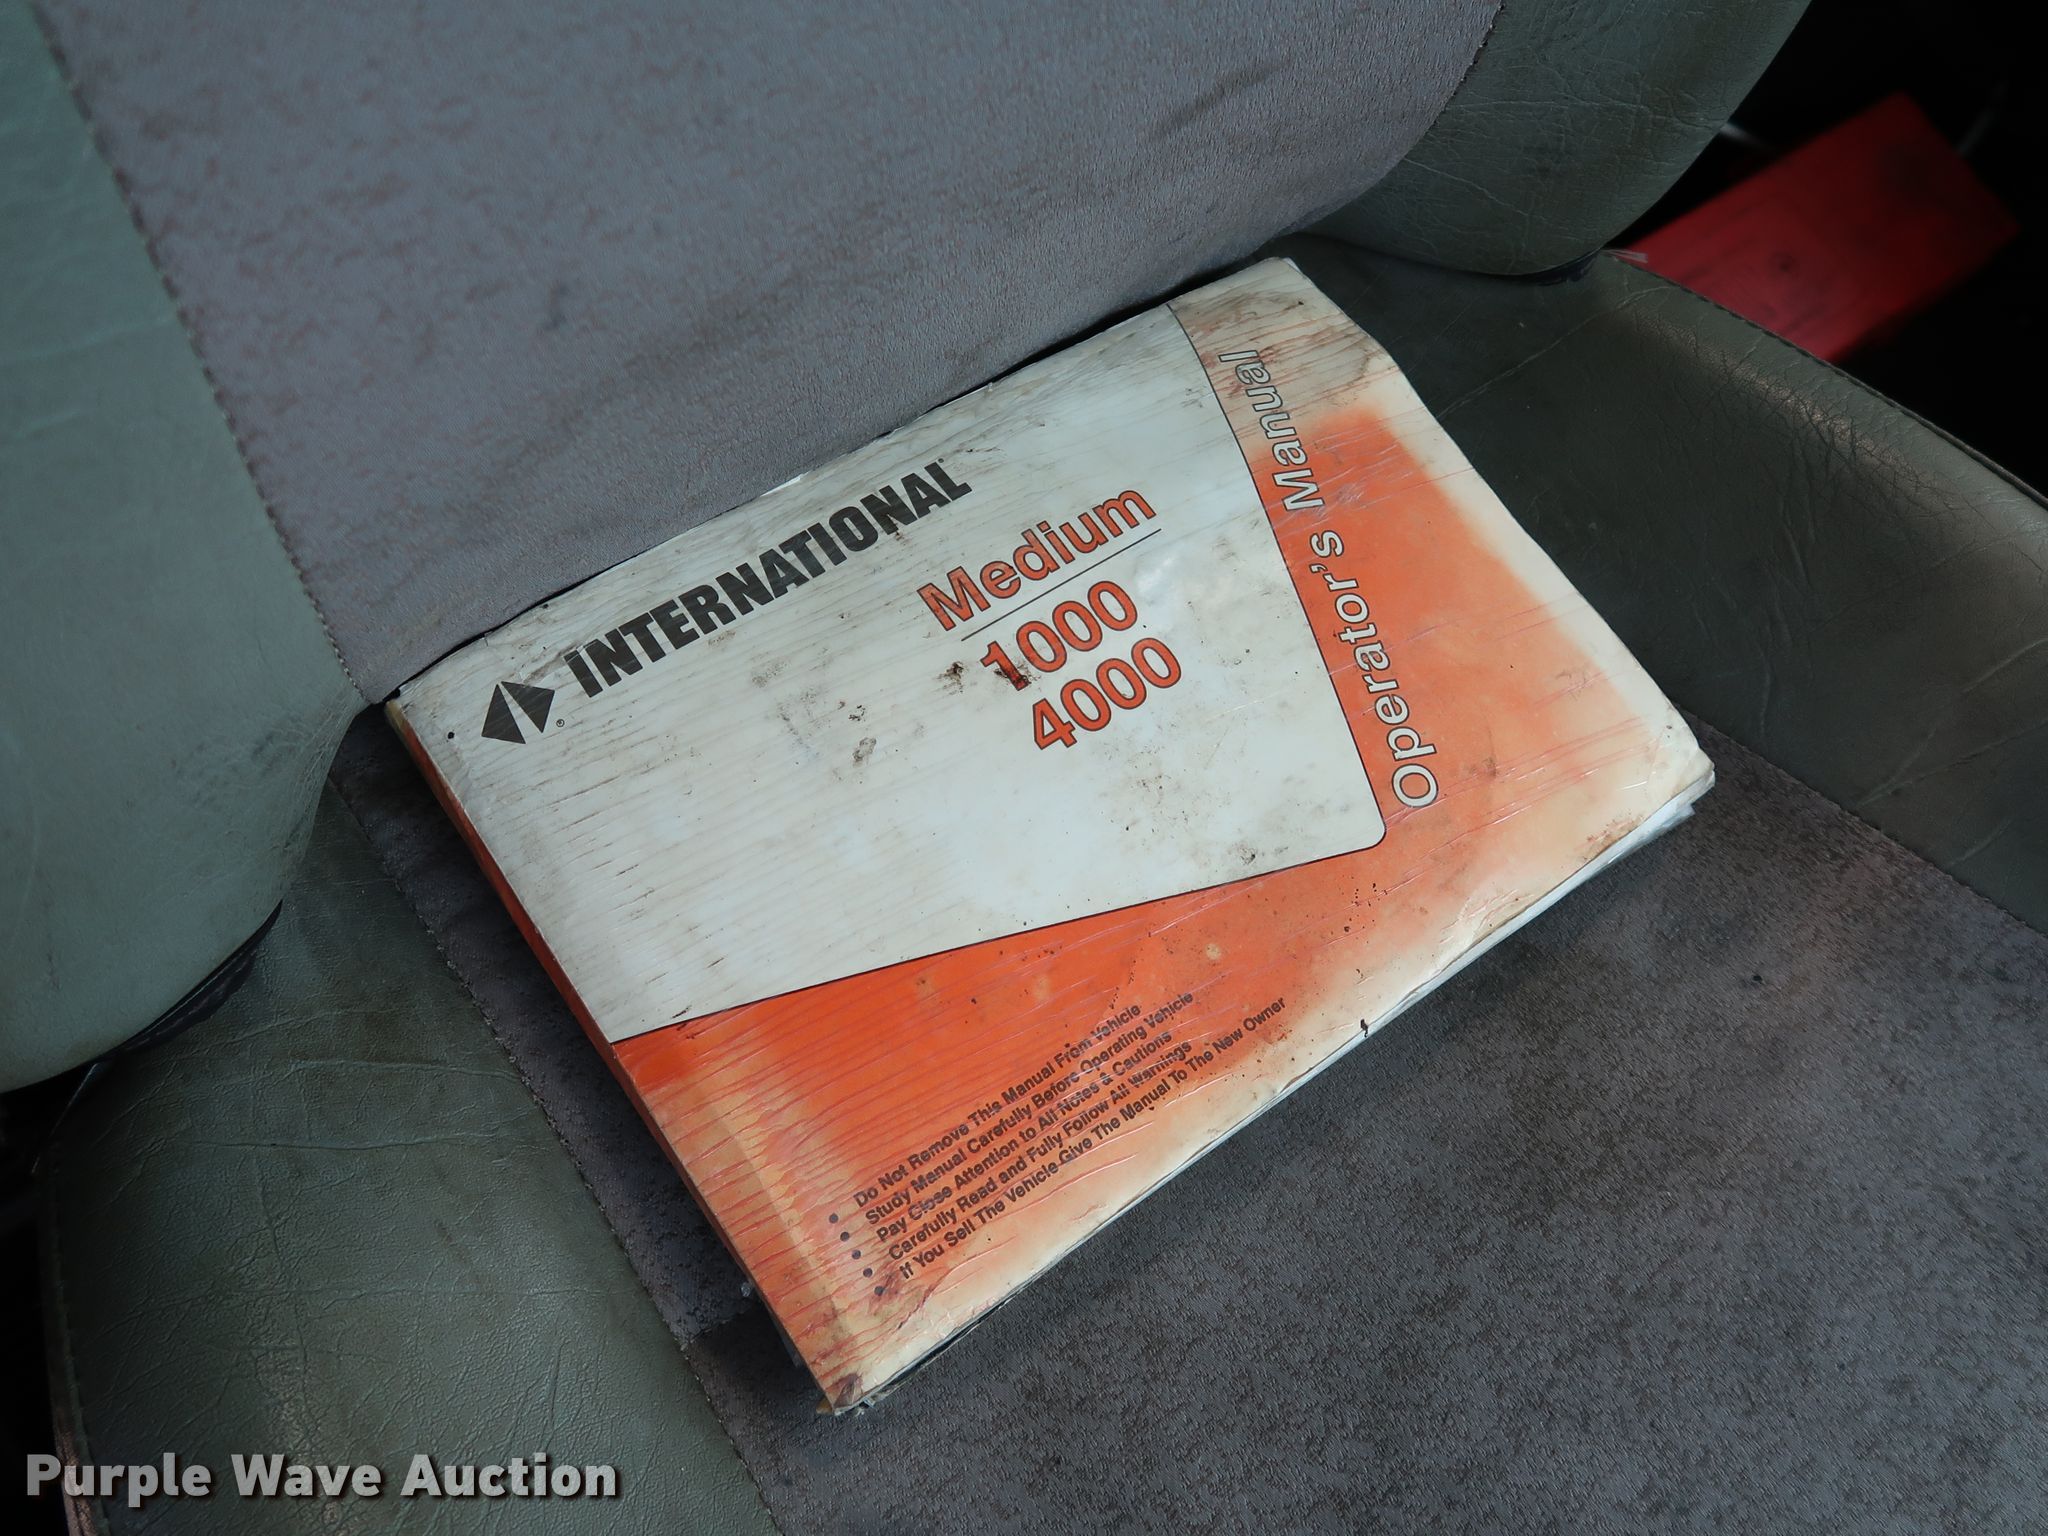 INTERNATIONAL®
®
Medium
1000
4000
Operator's Manual
• Do Not Remove This Manual From Vehicle
• Study Manual Carefully Before Operating Vehicle
• Pay Close Attention to All Notes & Cautions
• Carefully Read and Fully Follow All Warnings
• If You Sell The Vehicle Give The Manual To The New Owner
Purple Wave Auction